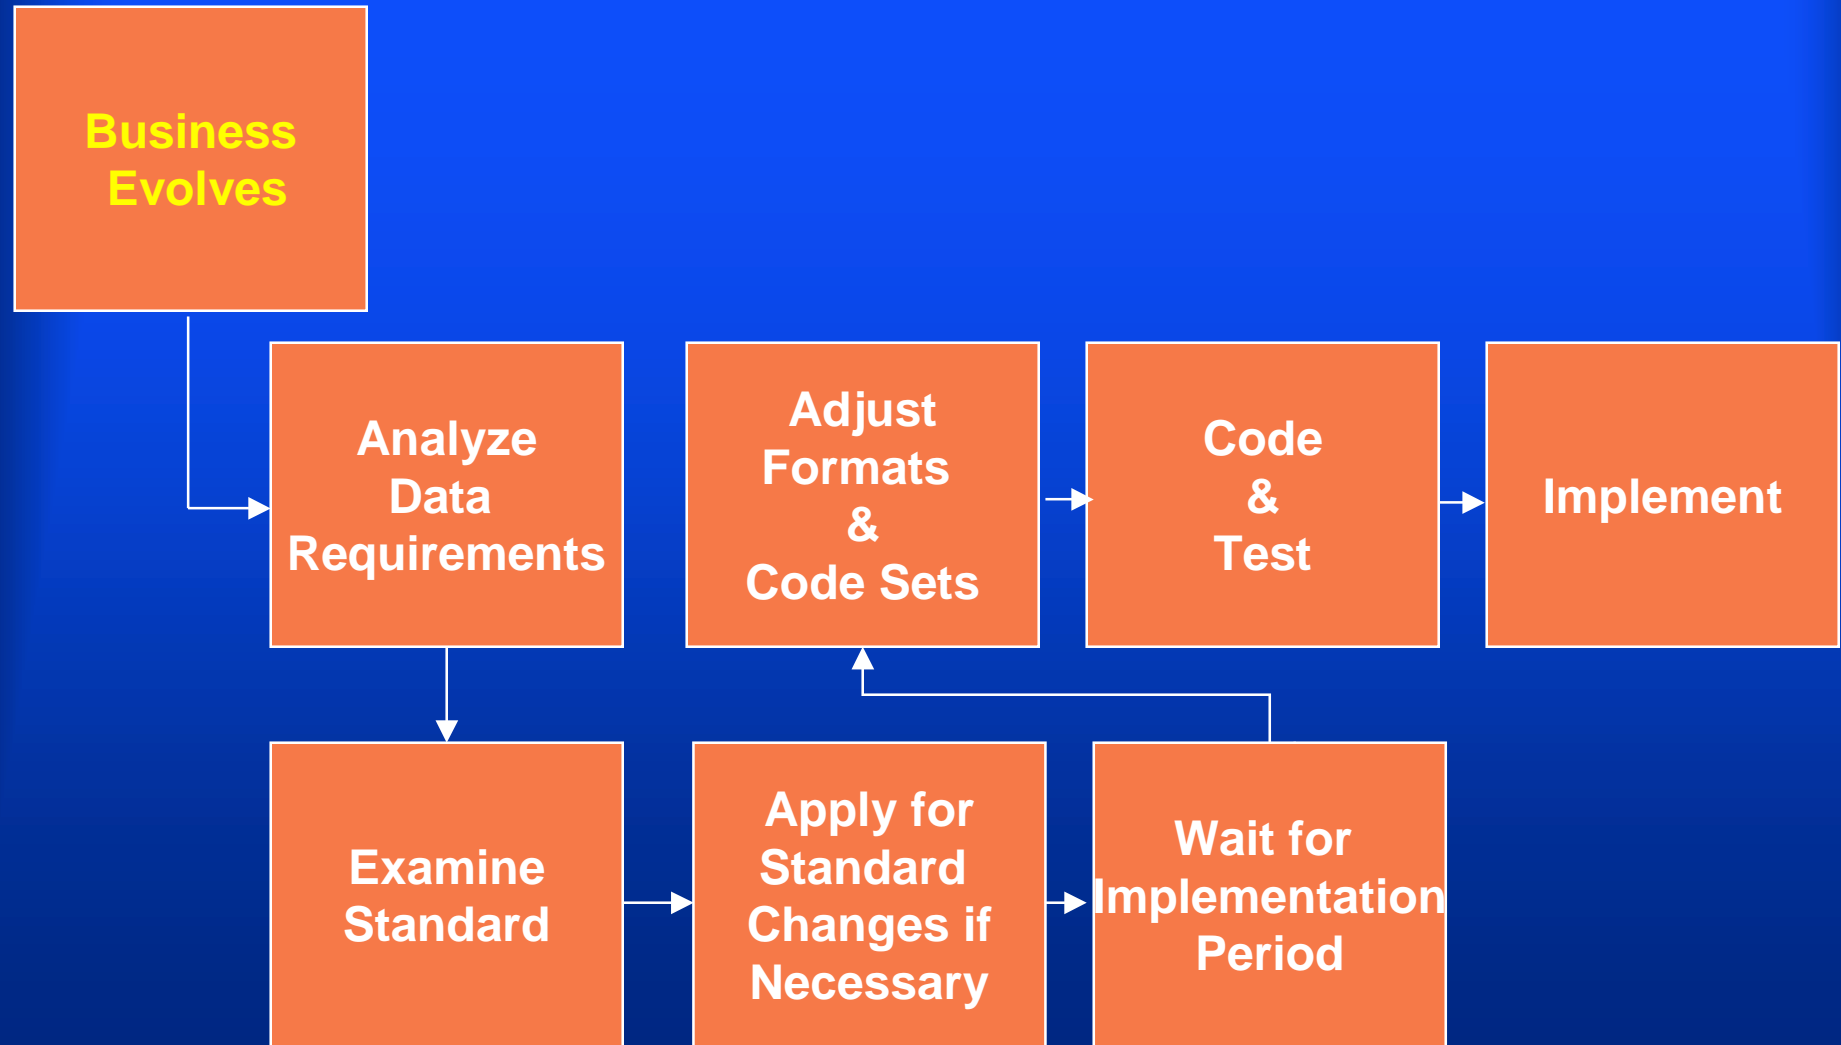 Business
Evolves
Analyze
Data
Requirements
Adjust
Formats
&
Code Sets
Code
&
Test
Implement
Examine
Standard
Apply for
Standard
Changes if
Necessary
Wait for
Implementation
Period